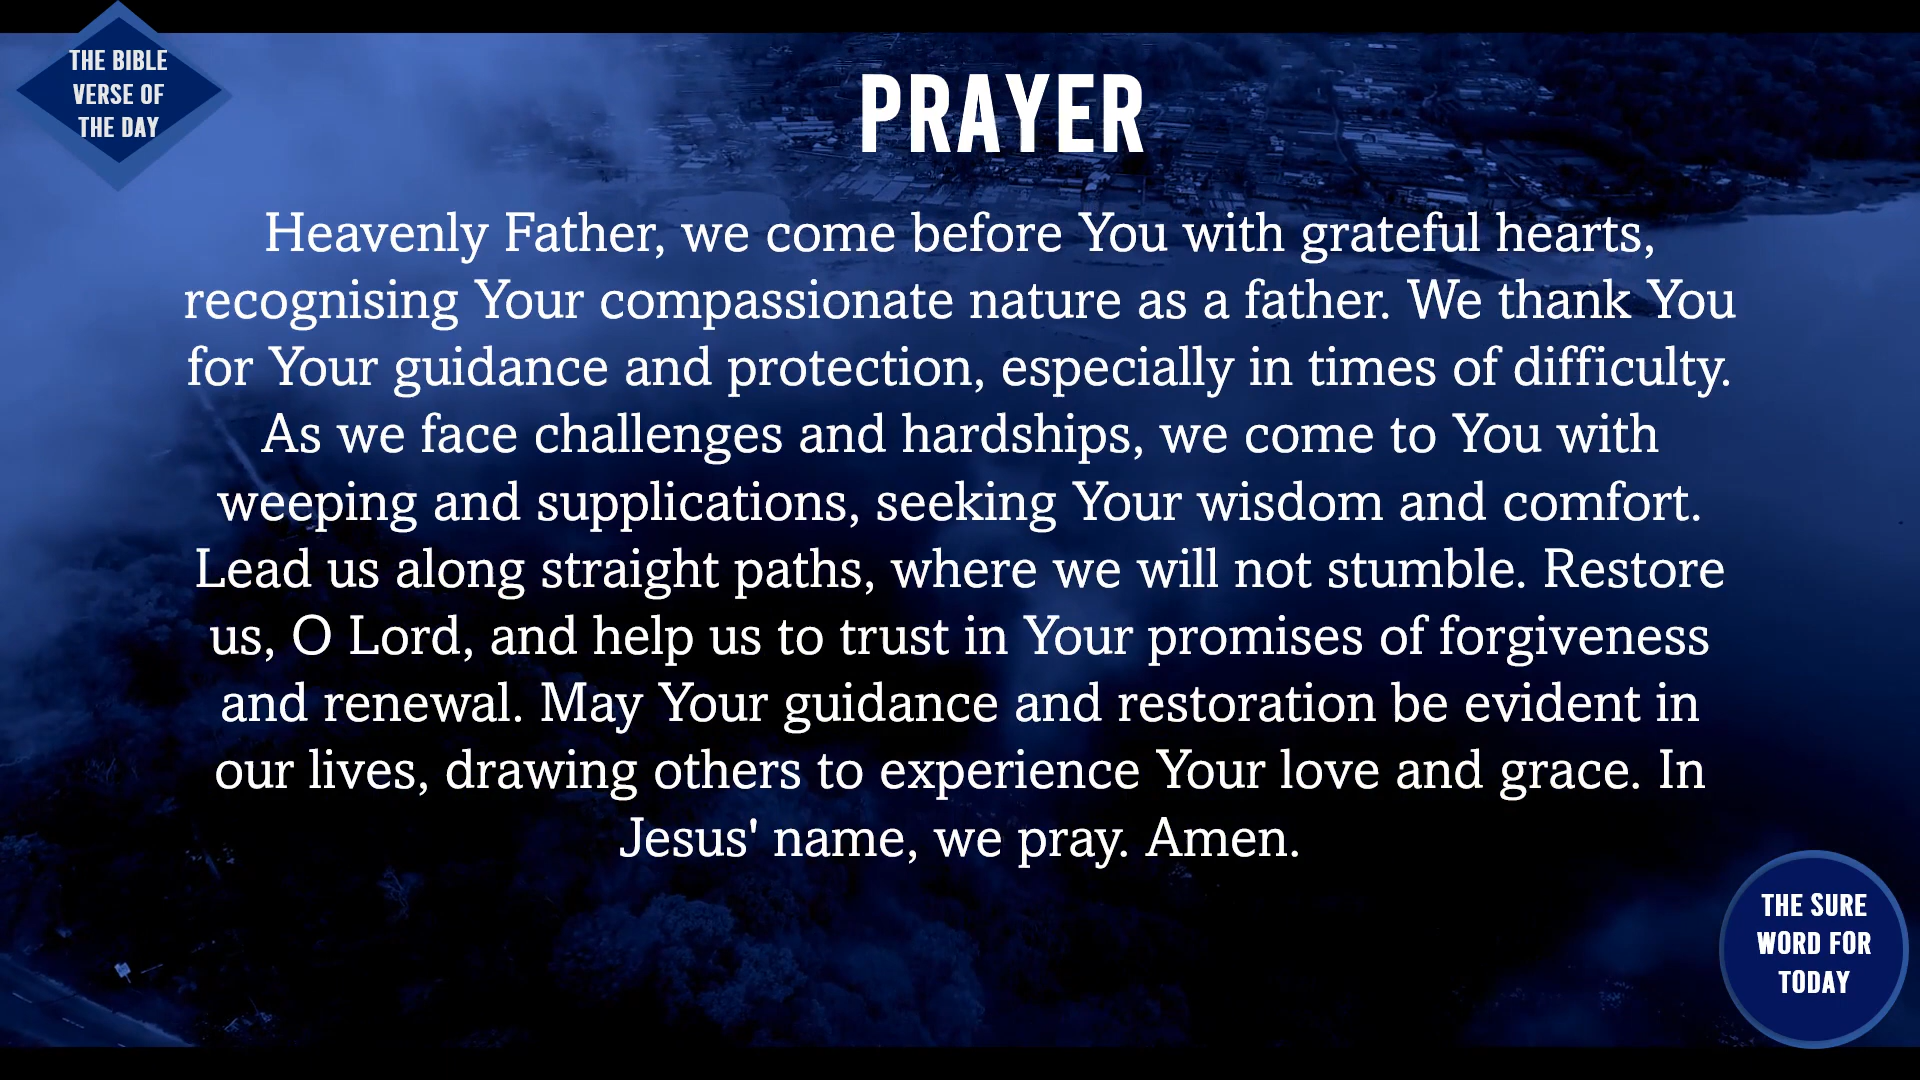 THE BIBLE
VERSE OF
THE DAY
PRAYER
Heavenly Father, we come before You with grateful hearts,
recognising Your compassionate nature as a father. We thank You
for Your guidance and protection, especially in times of difficulty.
As we face challenges and hardships, we come to You with
weeping and supplications, seeking Your wisdom and comfort.
Lead us along straight paths, where we will not stumble. Restore
us, O Lord, and help us to trust in Your promises of forgiveness
and renewal. May Your guidance and restoration be evident in
our lives, drawing others to experience Your love and grace. In
Jesus' name, we pray. Amen.
THE SURE
WORD FOR
TODAY